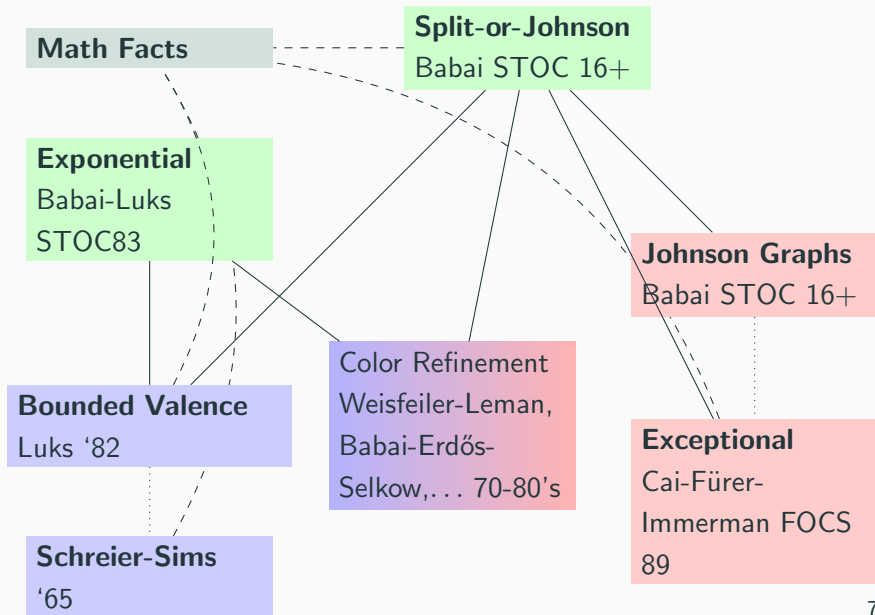 Math Facts
Split-or-Johnson
Babai STOC 16+
Exponential
Babai-Luks
STOC83
Johnson Graphs
Babai STOC 16+
Color Refinement
Weisfeiler-Leman,
Babai-Erdős-
Selkow,... 70-80's
Bounded Valence
Luks ‘82
Exceptional
Cai-Fürer-
Immerman FOCS
89
Schreier-Sims
‘65
7